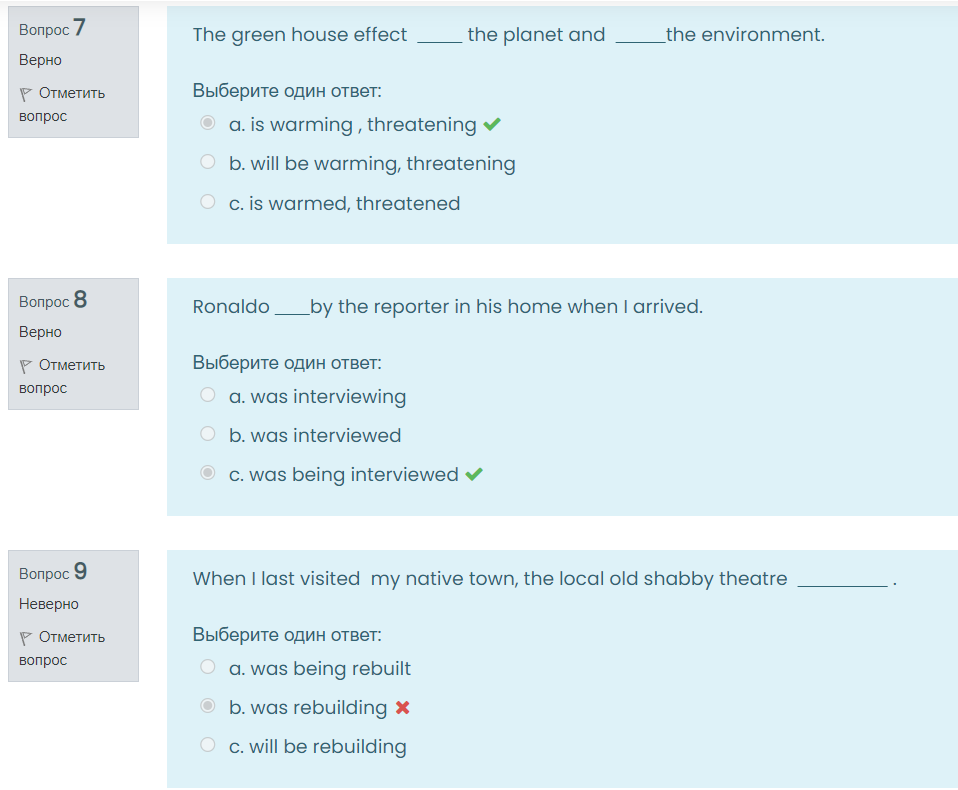 Вопрос 7
Верно
Отметить
вопрос
The green house effect _____ the planet and ______the environment.
Выберите один ответ:
a. is warming , threatening
b. will be warming, threatening
c. is warmed, threatened
Вопрос 8
Верно
Отметить
вопрос
Ronaldo ____by the reporter in his home when I arrived.
Выберите один ответ:
a. was interviewing
b. was interviewed
c. was being interviewed
Вопрос 9
Неверно
Отметить
вопрос
When I last visited  my native town, the local old shabby theatre __________ .
Выберите один ответ:
a. was being rebuilt
b. was rebuilding
c. will be rebuilding